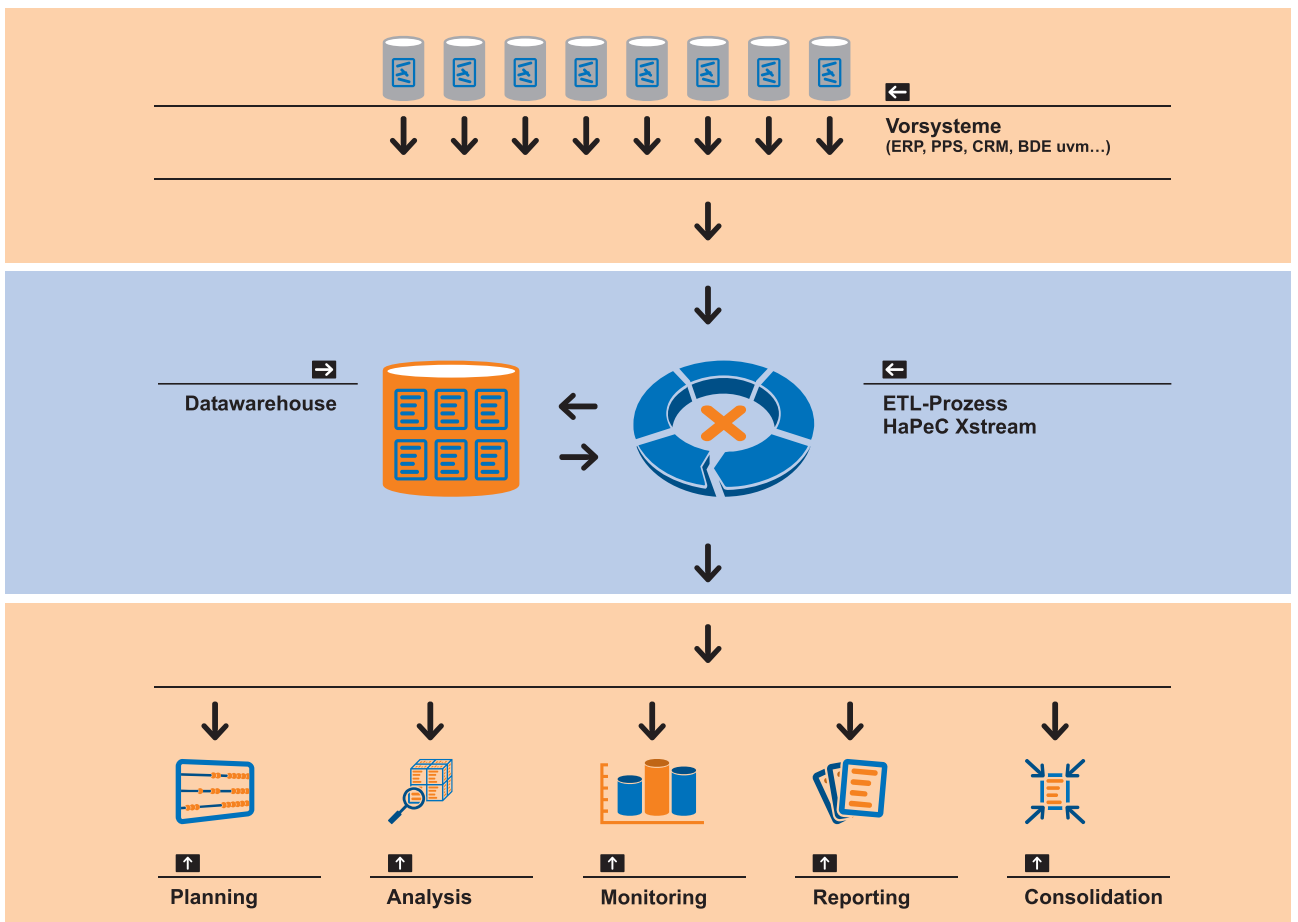 Vorsysteme
(ERP, PPS, CRM, BDE uvm...)
Datawarehouse
ETL-Prozess
HaPeC Xstream
Planning
Analysis
Monitoring
Reporting
Consolidation